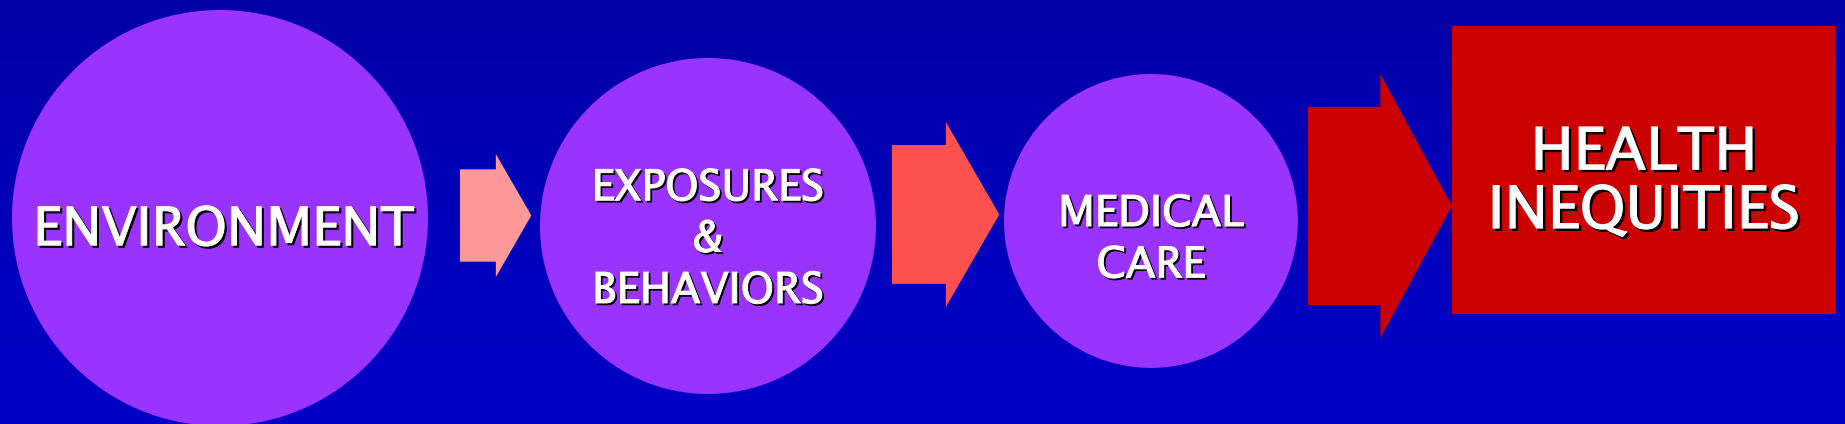 ENVIRONMENT
EXPOSURES
&
BEHAVIORS
MEDICAL
CARE
HEALTH
INEQUITIES